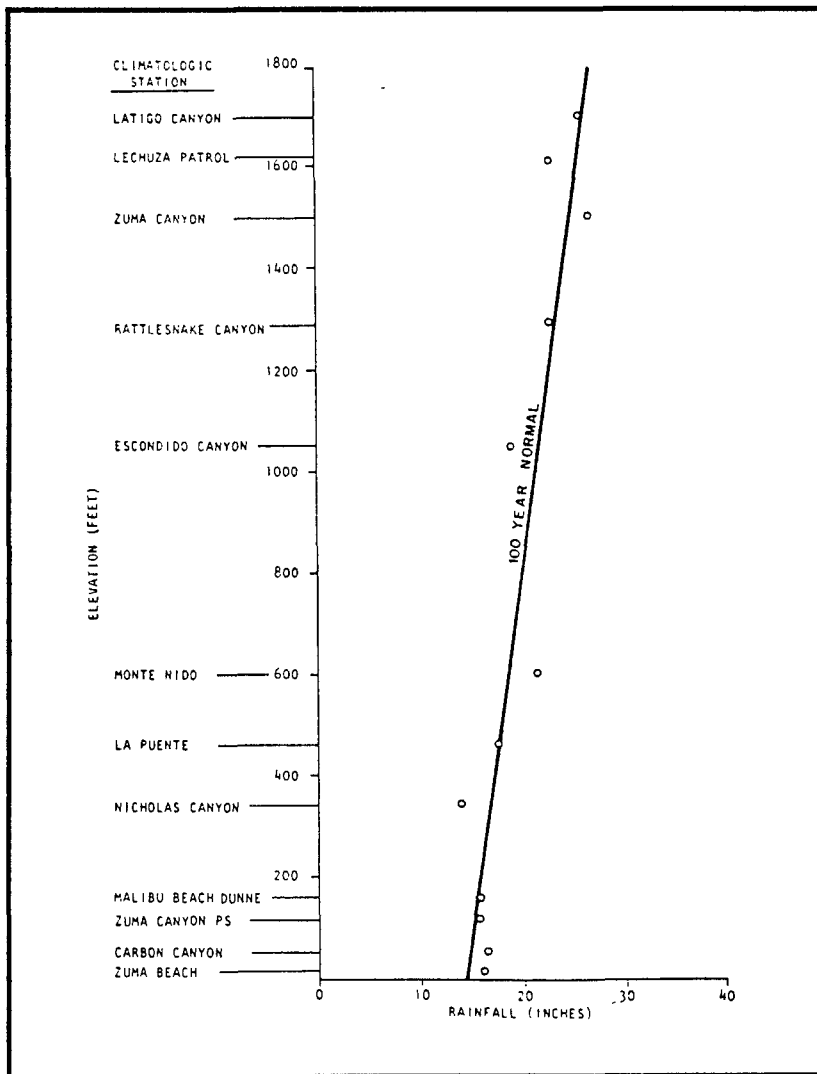 CLIMATOLOGIC
STATION
1800
LATIGO CANYON
LECHUZA PATROL
1600
ZUMA CANYON
1400
RATTLESNAKE CANYON
1200
ESCONDIDO CANYON
1000
100 YEAR NORMAL
ELEVATION (FEET)
800
MONTE NIDO
600
LA PUENTE
400
NICHOLAS CANYON
200
MALIBU BEACH DUNNE
ZUMA CANYON PS
CARBON CANYON
ZUMA BEACH
0 10 20 30 40
RAINFALL (INCHES)